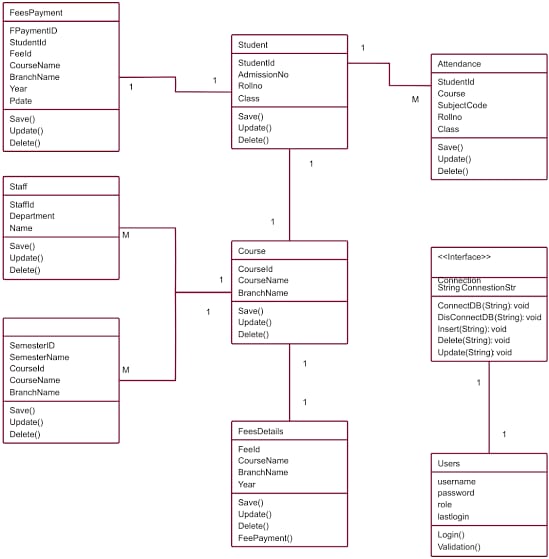 FeesPayment
FPaymentID
StudentId
FeeId
CourseName
BranchName
Year
Pdate
Save()
Update()
Delete()
1
1
Student
StudentId
AdmissionNo
Rollno
Class
Save()
Update()
Delete()
1
M
Attendance
StudentId
Course
SubjectCode
Rollno
Class
Save()
Update()
Delete()
1
1
Staff
StaffId
Department
Name
Save()
Update()
Delete()
M
1
1
Course
CourseId
CourseName
BranchName
Save()
Update()
Delete()
<<Interface>>
Connection
String ConnestionStr
ConnectDB(String): void
DisConnectDB(String): void
Insert(String): void
Delete(String): void
Update(String): void
SemesterID
SemesterName
CourseId
CourseName
BranchName
Save()
Update()
Delete()
M
1
1
FeesDetails
FeeId
CourseName
BranchName
Year
Save()
Update()
Delete()
FeePayment()
1
1
Users
username
password
role
lastlogin
Login()
Validation()